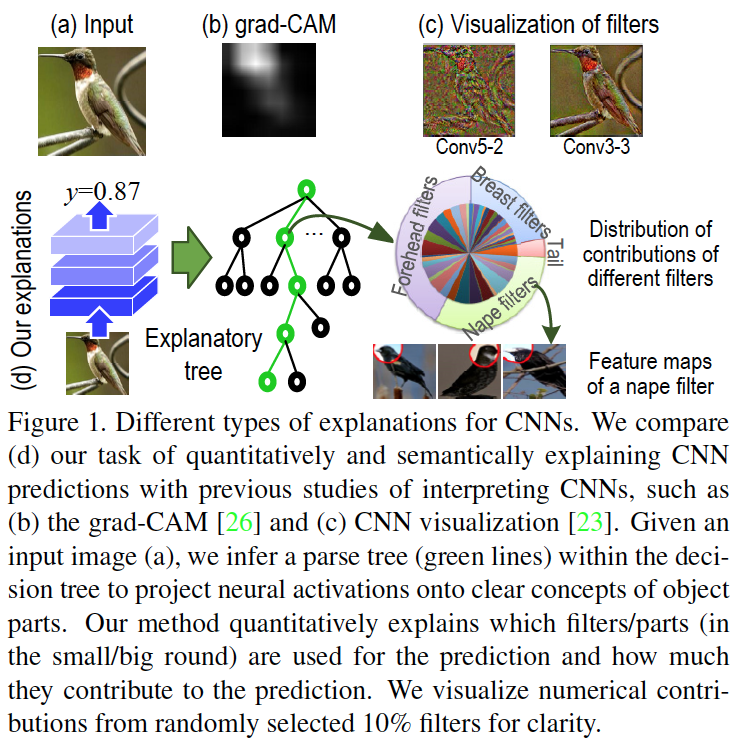 (a) Input
(b) grad-CAM
(c) Visualization of filters
Conv5-2
Conv3-3
(d) Our explanations
y=0.87
Explanatory
tree
...
Forehead filters
Breast filters
Tail
Nape filters
Distribution of
contributions of
different filters
Feature maps
of a nape filter
Figure 1. Different types of explanations for CNNs. We compare
(d) our task of quantitatively and semantically explaining CNN
predictions with previous studies of interpreting CNNs, such as
(b) the grad-CAM [26] and (c) CNN visualization [23]. Given an
input image (a), we infer a parse tree (green lines) within the deci-
sion tree to project neural activations onto clear concepts of object
parts. Our method quantitatively explains which filters/parts (in
the small/big round) are used for the prediction and how much
they contribute to the prediction. We visualize numerical contri-
butions from randomly selected 10% filters for clarity.